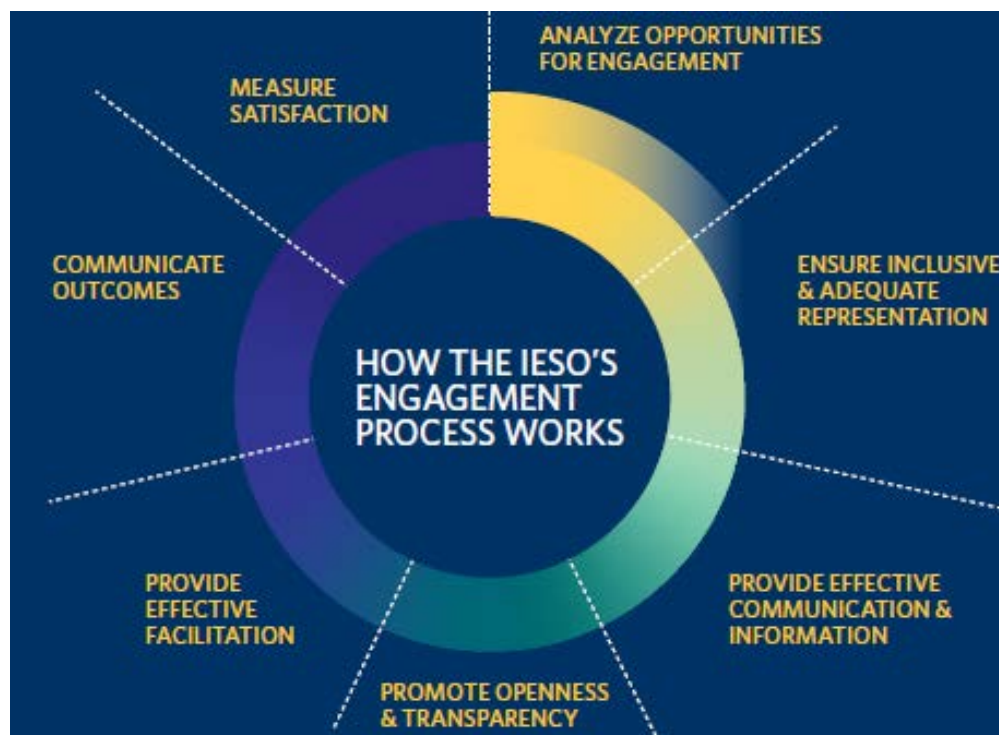 ANALYZE OPPORTUNITIES
FOR ENGAGEMENT
MEASURE
SATISFACTION
COMMUNICATE
OUTCOMES
ENSURE INCLUSIVE
& ADEQUATE
REPRESENTATION
HOW THE IESO'S
ENGAGEMENT
PROCESS WORKS
PROVIDE
EFFECTIVE
FACILITATION
PROVIDE EFFECTIVE
COMMUNICATION &
INFORMATION
PROMOTE OPENNESS
& TRANSPARENCY